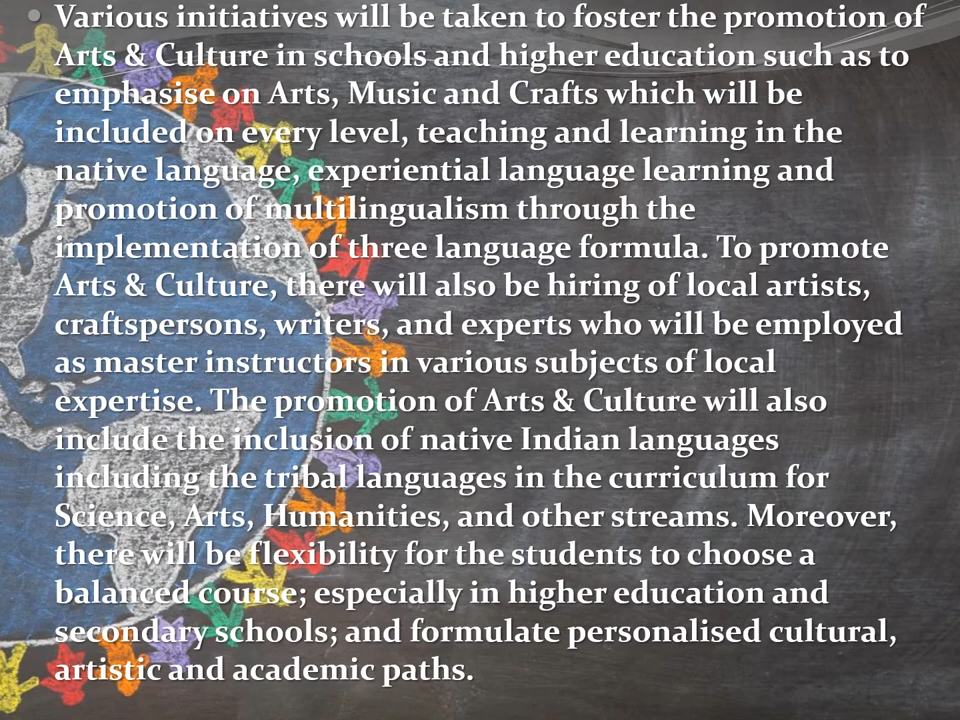 Various initiatives will be taken to foster the promotion of
Arts & Culture in schools and higher education such as to
emphasise on Arts, Music and Crafts which will be
included on every level, teaching and learning in the
native language, experiential language learning and
promotion of multilingualism through the
implementation of three language formula. To promote
Arts & Culture, there will also be hiring of local artists,
craftspersons, writers, and experts who will be employed
as master instructors in various subjects of local
expertise. The promotion of Arts & Culture will also
include the inclusion of native Indian languages
including the tribal languages in the curriculum for
Science, Arts, Humanities, and other streams. Moreover,
there will be flexibility for the students to choose a
balanced course; especially in higher education and
secondary schools; and formulate personalised cultural,
artistic and academic paths.